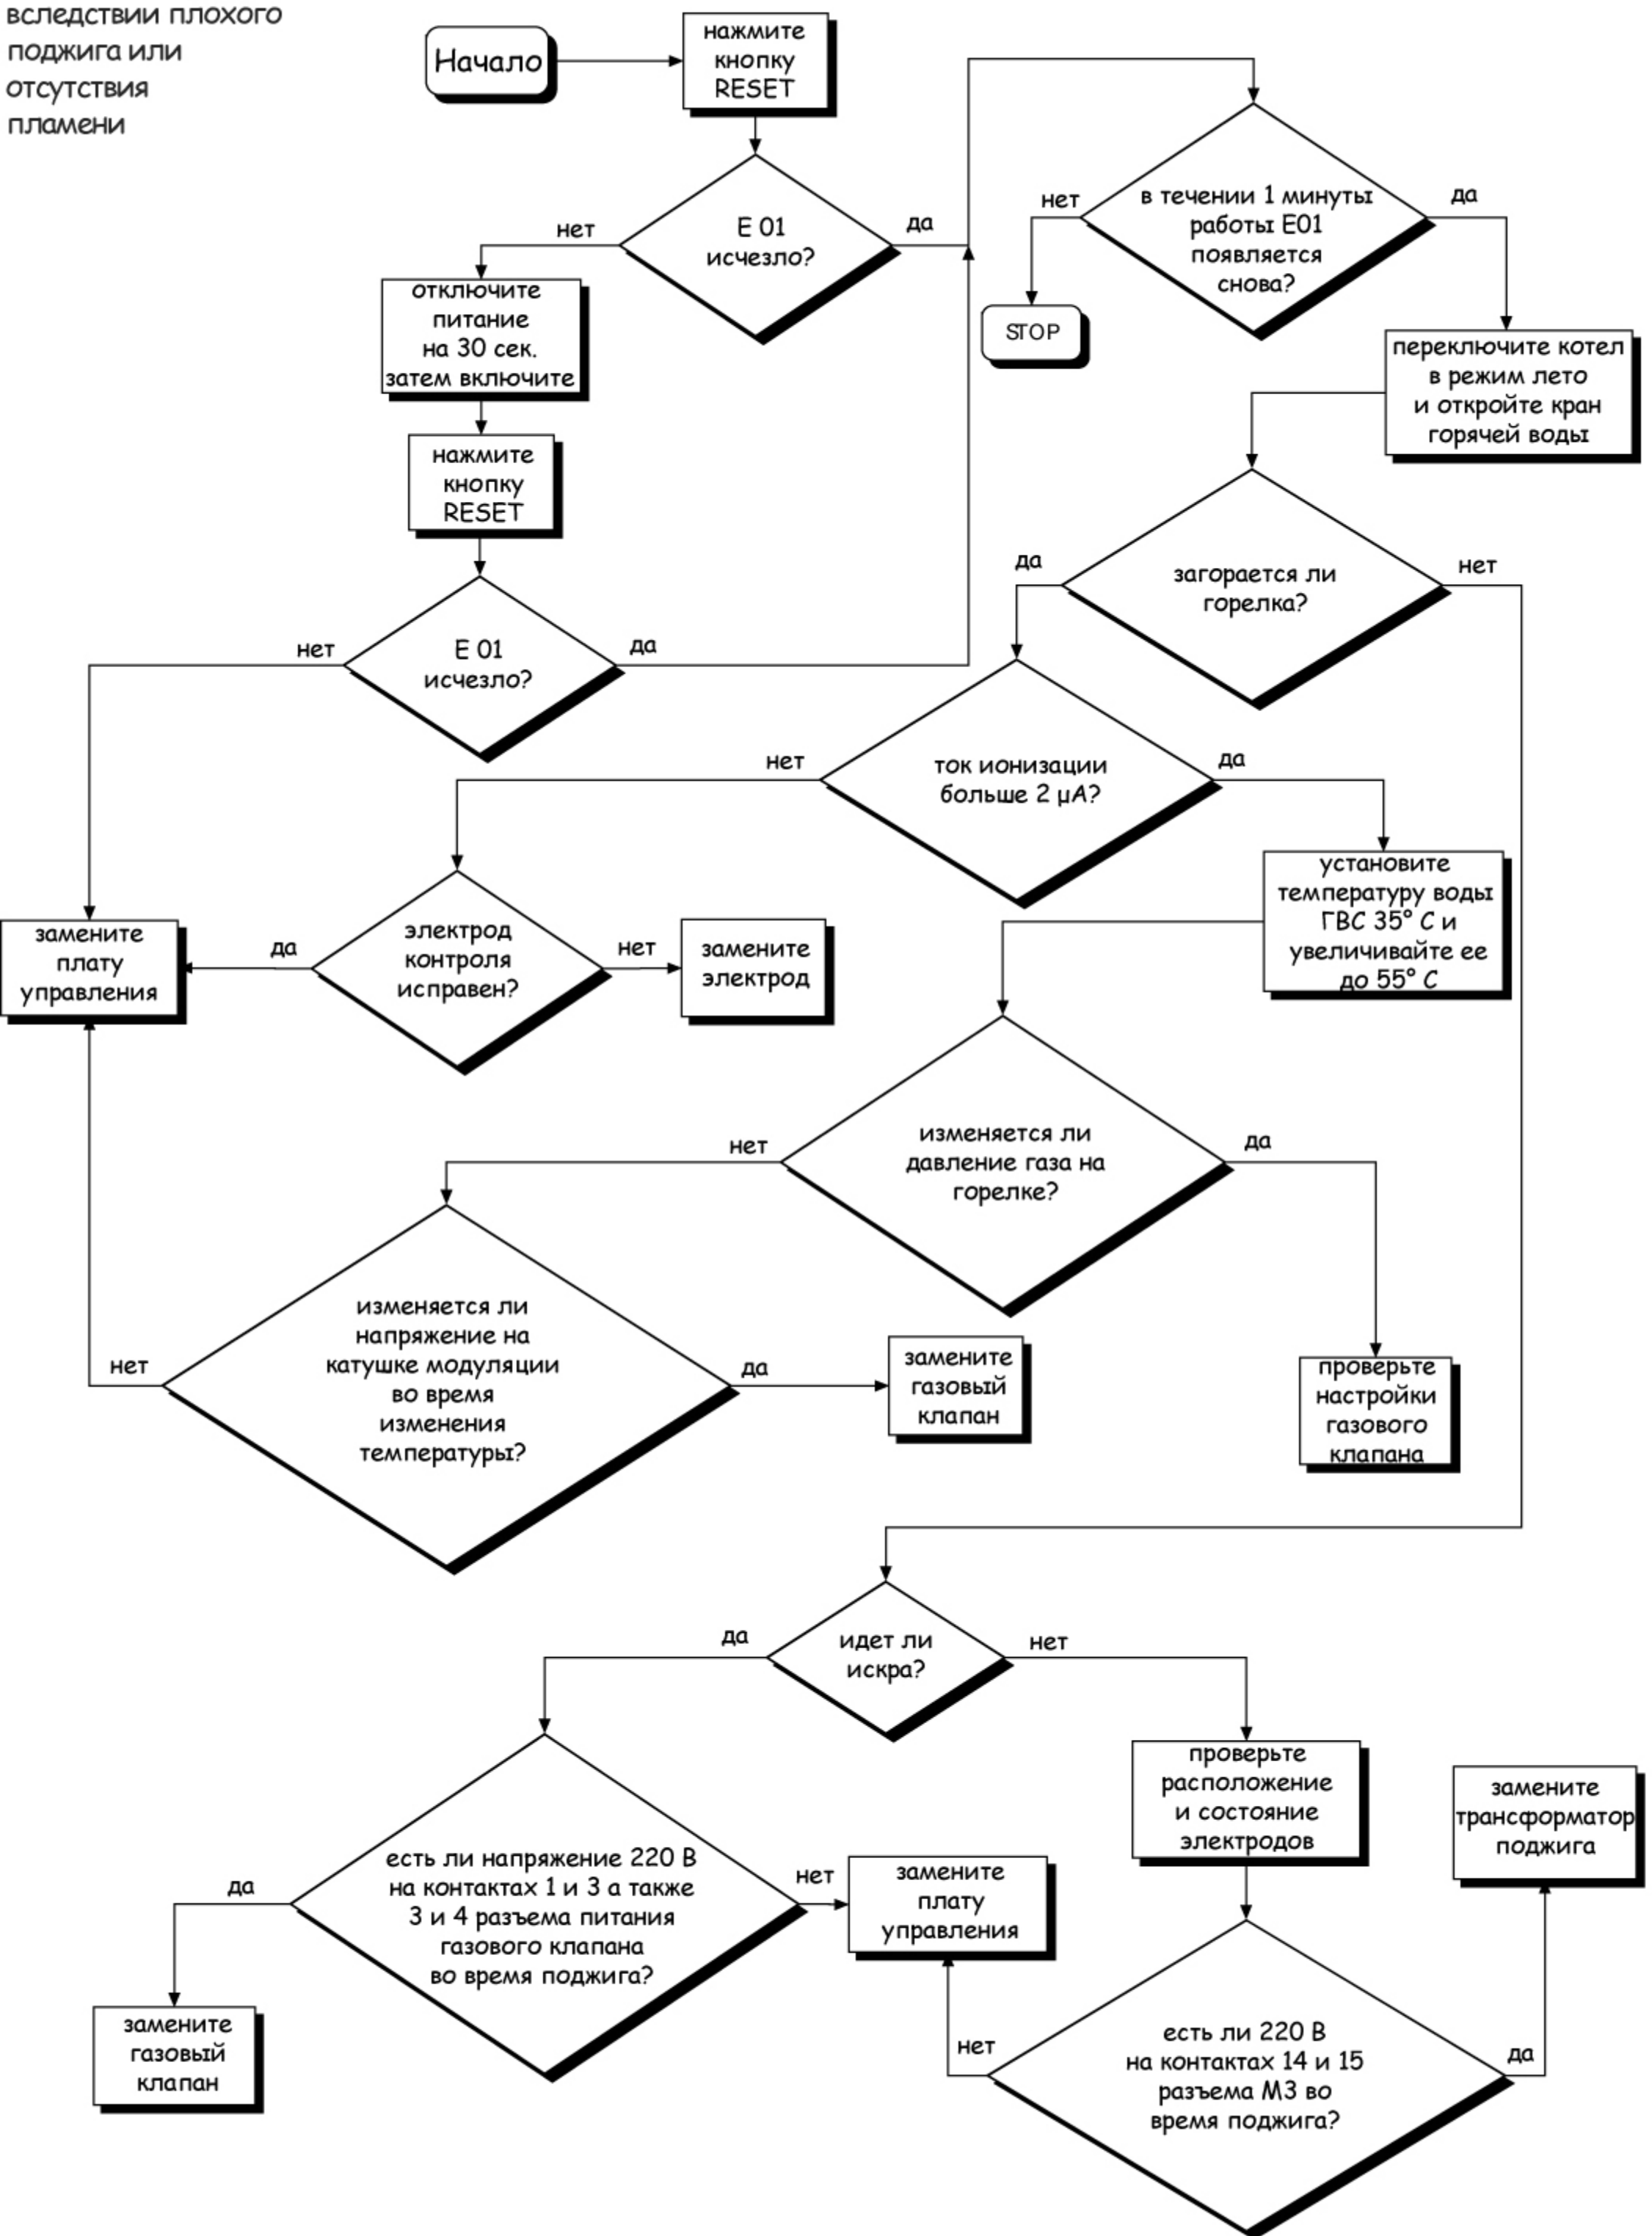 вследствии плохого
поджига или
отсутствия
пламени
Начало
нажмите
кнопку
RESET
E 01
исчезло?
нет
да
в течении 1 минуты
работы E01
появляется
снова?
нет
да
STOP
отключите
питание
на 30 сек.
затем включите
переключите котел
в режим лето
и откройте кран
горячей воды
нажмите
кнопку
RESET
загорается ли
горелка?
да
нет
E 01
исчезло?
нет
да
ток ионизации
больше 2 μA?
нет
да
установите
температуру воды
ГВС 35° С и
увеличивайте ее
до 55° С
замените
плату
управления
да
электрод
контроля
исправен?
нет
замените
электрод
изменяется ли
давление газа на
горелке?
нет
да
изменяется ли
напряжение на
катушке модуляции
во время
изменения
температуры?
нет
да
замените
газовый
клапан
проверьте
настройки
газового
клапана
идет ли
искра?
да
нет
проверьте
расположение
и состояние
электродов
замените
трансформатор
поджига
есть ли напряжение 220 В
на контактах 1 и 3 а также
3 и 4 разъема питания
газового клапана
во время поджига?
да
нет
замените
плату
управления
замените
газовый
клапан
есть ли 220 В
на контактах 14 и 15
разъема М3 во
время поджига?
нет
да